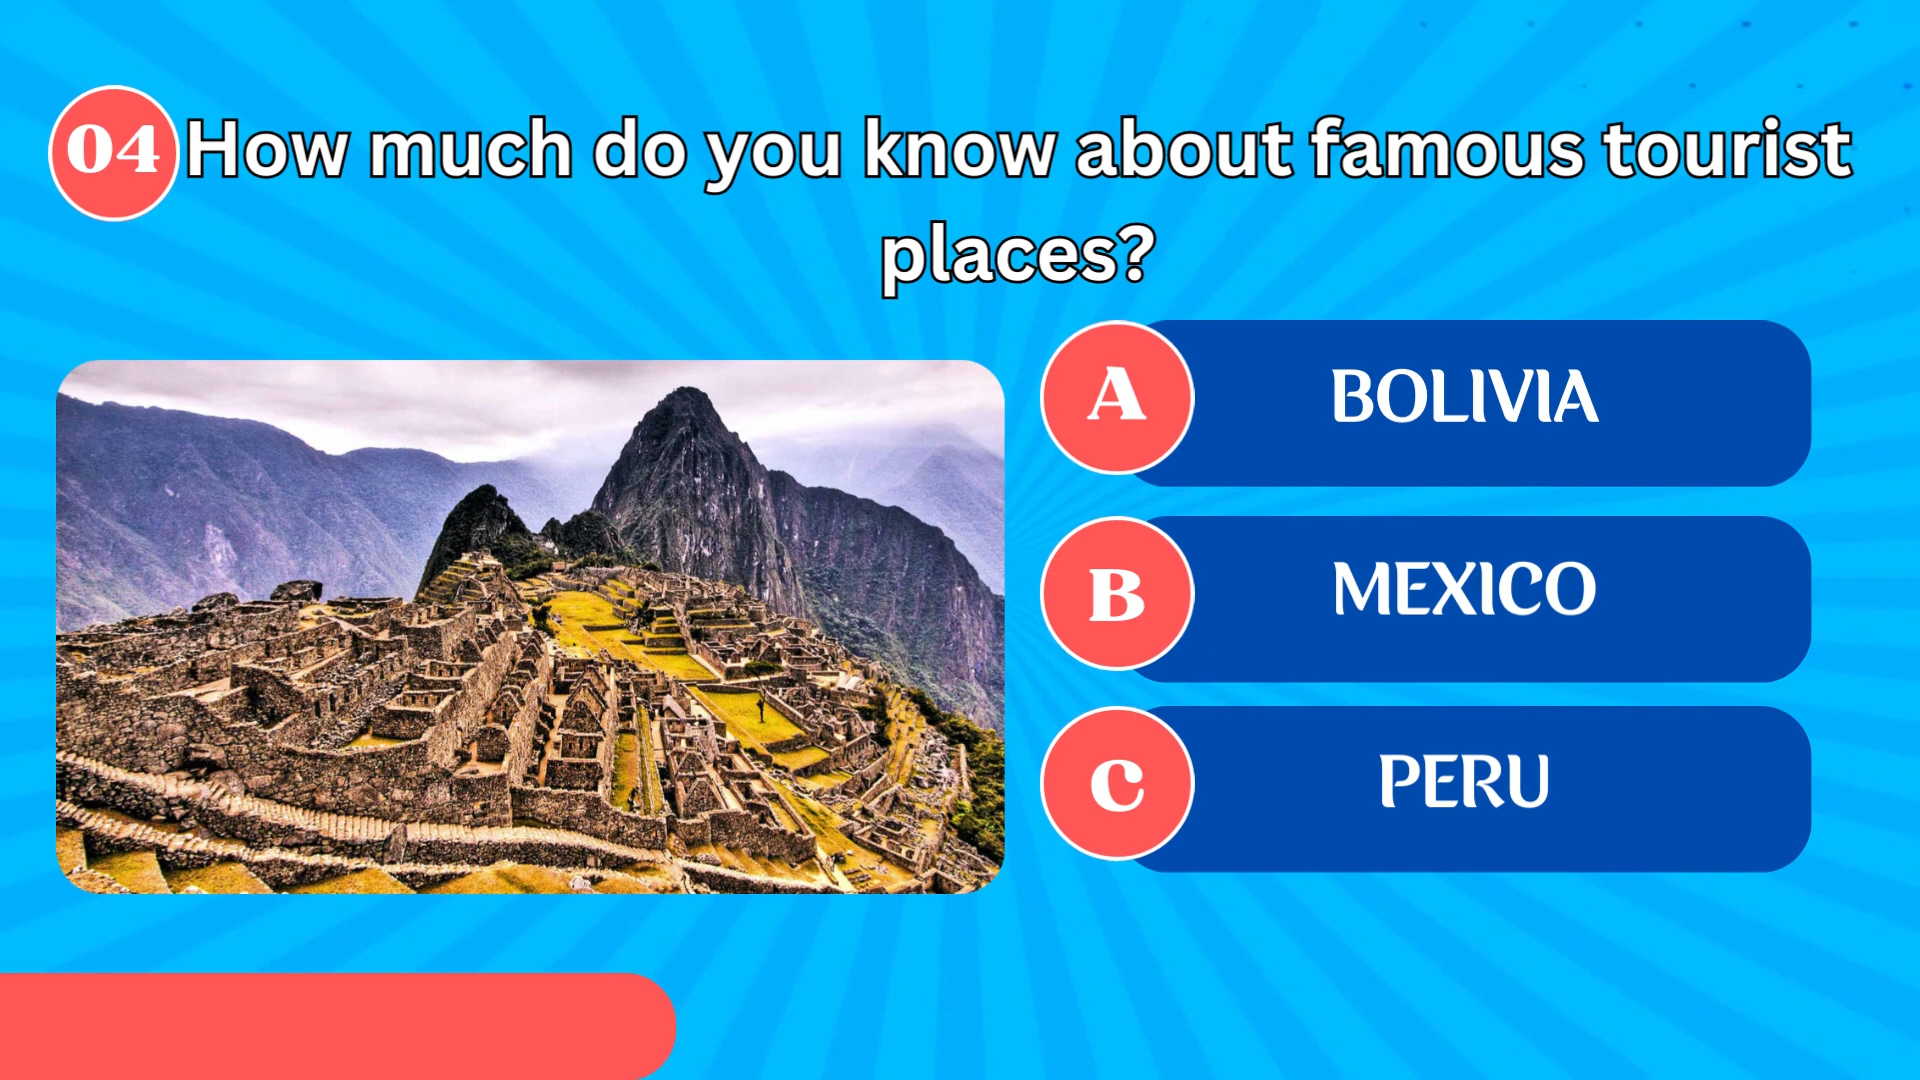 04 How much do you know about famous tourist
places?
A BOLIVIA
B MEXICO
C PERU